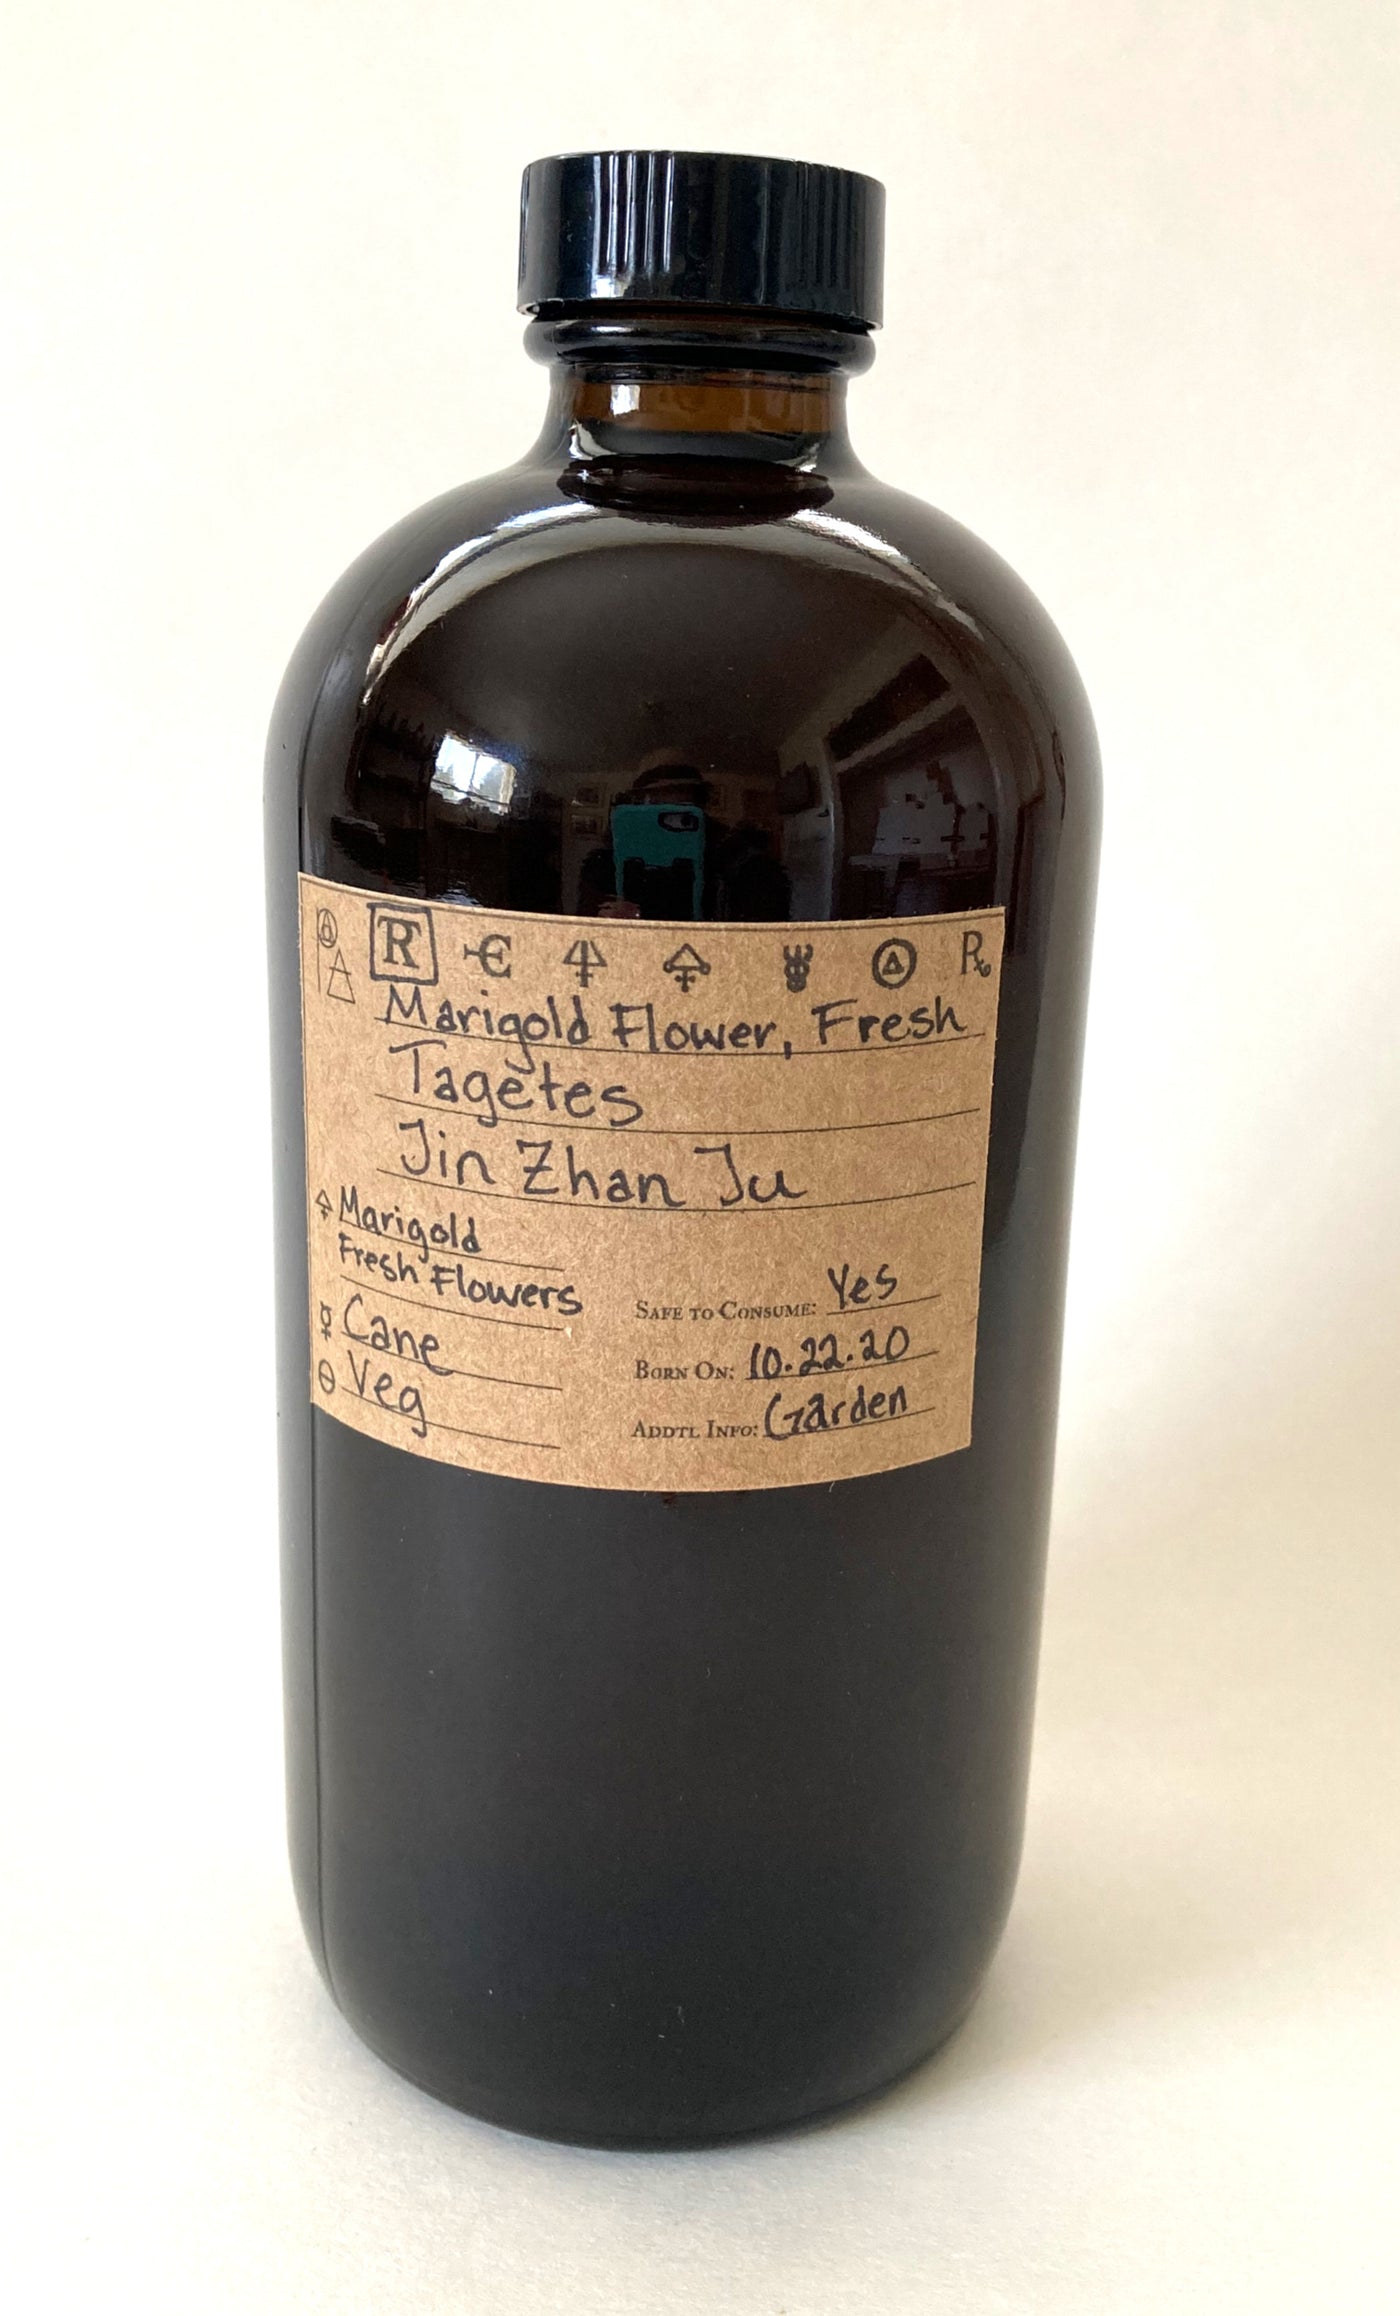 RT Є ℞
Marigold Flower, Fresh
Tagetes
Jin Zhan Ju
Marigold
Fresh Flowers
Cane
Veg
Safe to Consume: Yes
Born On: 10.22.20
Addtl Info: Garden